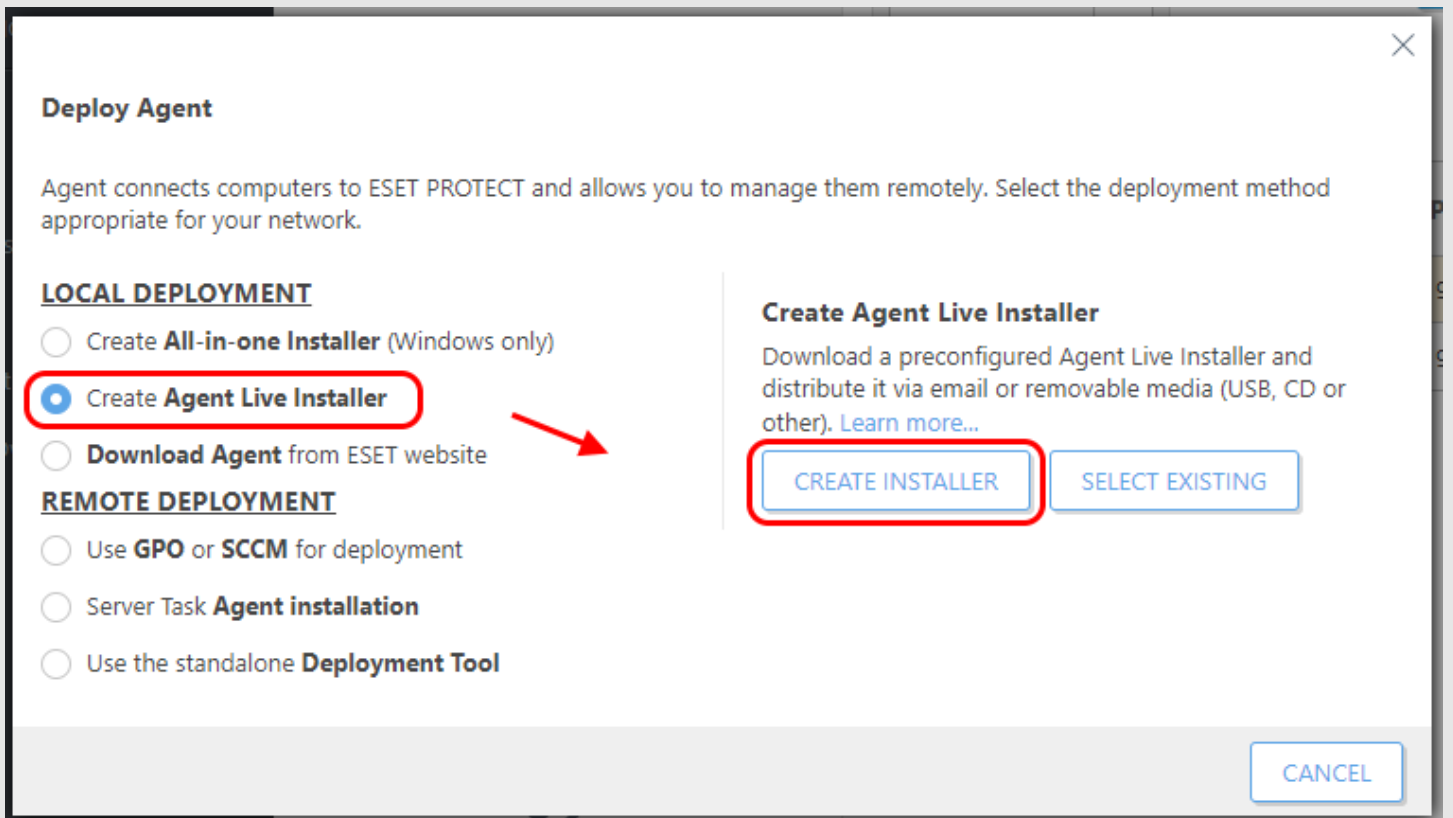 Deploy Agent
Agent connects computers to ESET PROTECT and allows you to manage them remotely. Select the deployment method
appropriate for your network.
LOCAL DEPLOYMENT
Create All-in-one Installer (Windows only)
Create Agent Live Installer
Download Agent from ESET website
REMOTE DEPLOYMENT
Use GPO or SCCM for deployment
Server Task Agent installation
Use the standalone Deployment Tool
Create Agent Live Installer
Download a preconfigured Agent Live Installer and
distribute it via email or removable media (USB, CD or
other). Learn more...
CREATE INSTALLER
SELECT EXISTING
CANCEL